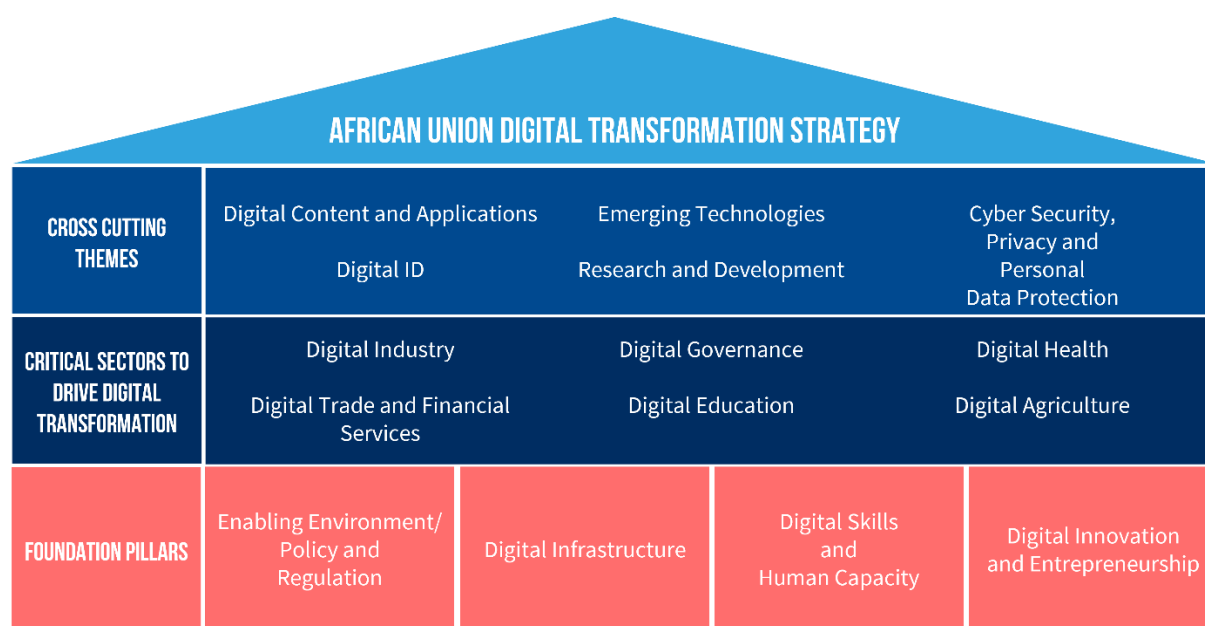 AFRICAN UNION DIGITAL TRANSFORMATION STRATEGY
CROSS CUTTING
THEMES
Digital Content and Applications
Digital ID
Emerging Technologies
Research and Development
Cyber Security,
Privacy and
Personal
Data Protection
CRITICAL SECTORS TO
DRIVE DIGITAL
TRANSFORMATION
Digital Industry
Digital Trade and Financial
Services
Digital Governance
Digital Education
Digital Health
Digital Agriculture
FOUNDATION PILLARS
Enabling Environment/
Policy and
Regulation
Digital Infrastructure
Digital Skills
and
Human Capacity
Digital Innovation
and Entrepreneurship